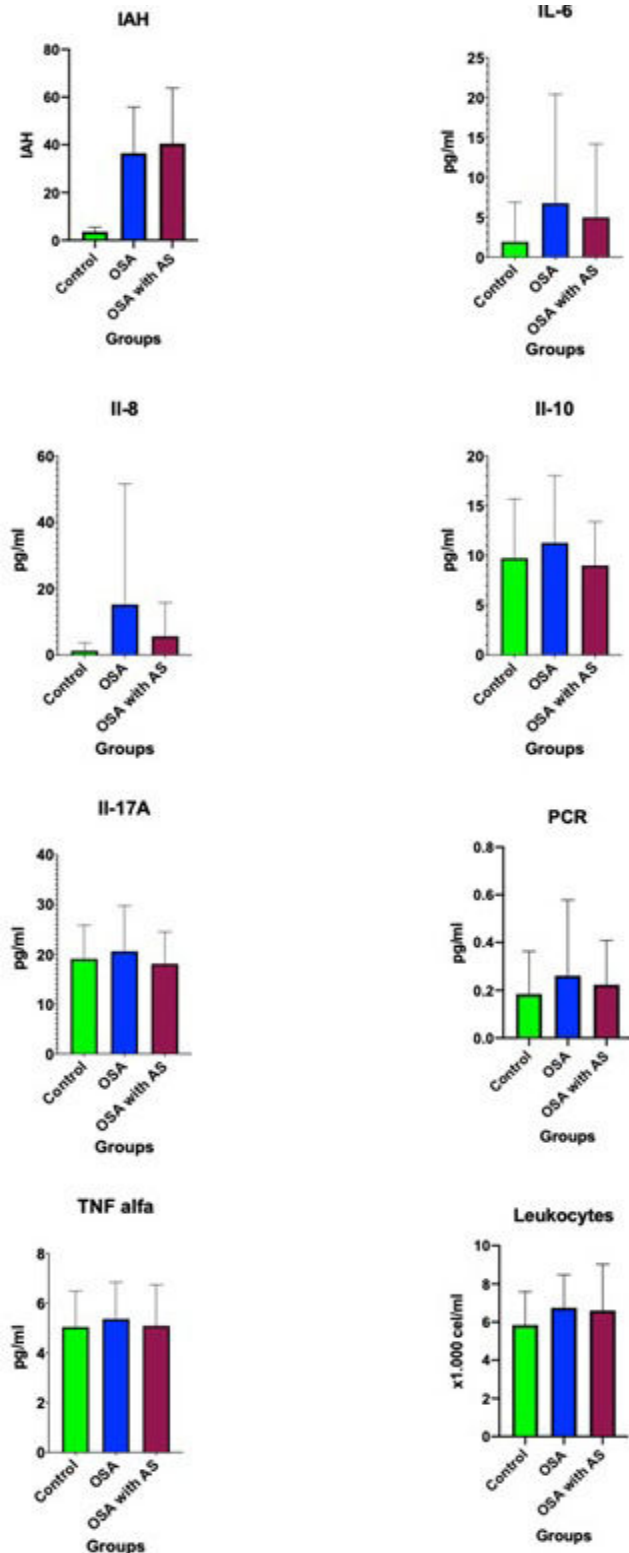 IAH
80
60
40
20
0
IAH
Control
OSA
OSA with AS
Groups
IL-6
25
20
15
10
5
0
pg/ml
Control
OSA
OSA with AS
Groups
Il-8
60
40
20
0
pg/ml
Control
OSA
OSA with AS
Groups
Il-10
20
15
10
5
0
pg/ml
Control
OSA
OSA with AS
Groups
Il-17A
40
30
20
10
0
pg/ml
Control
OSA
OSA with AS
Groups
PCR
0.8
0.6
0.4
0.2
0.0
pg/ml
Control
OSA
OSA with AS
Groups
TNF alfa
8
6
4
2
0
pg/ml
Control
OSA
OSA with AS
Groups
Leukocytes
10
8
6
4
2
0
x1.000 cel/ml
Control
OSA
OSA with AS
Groups